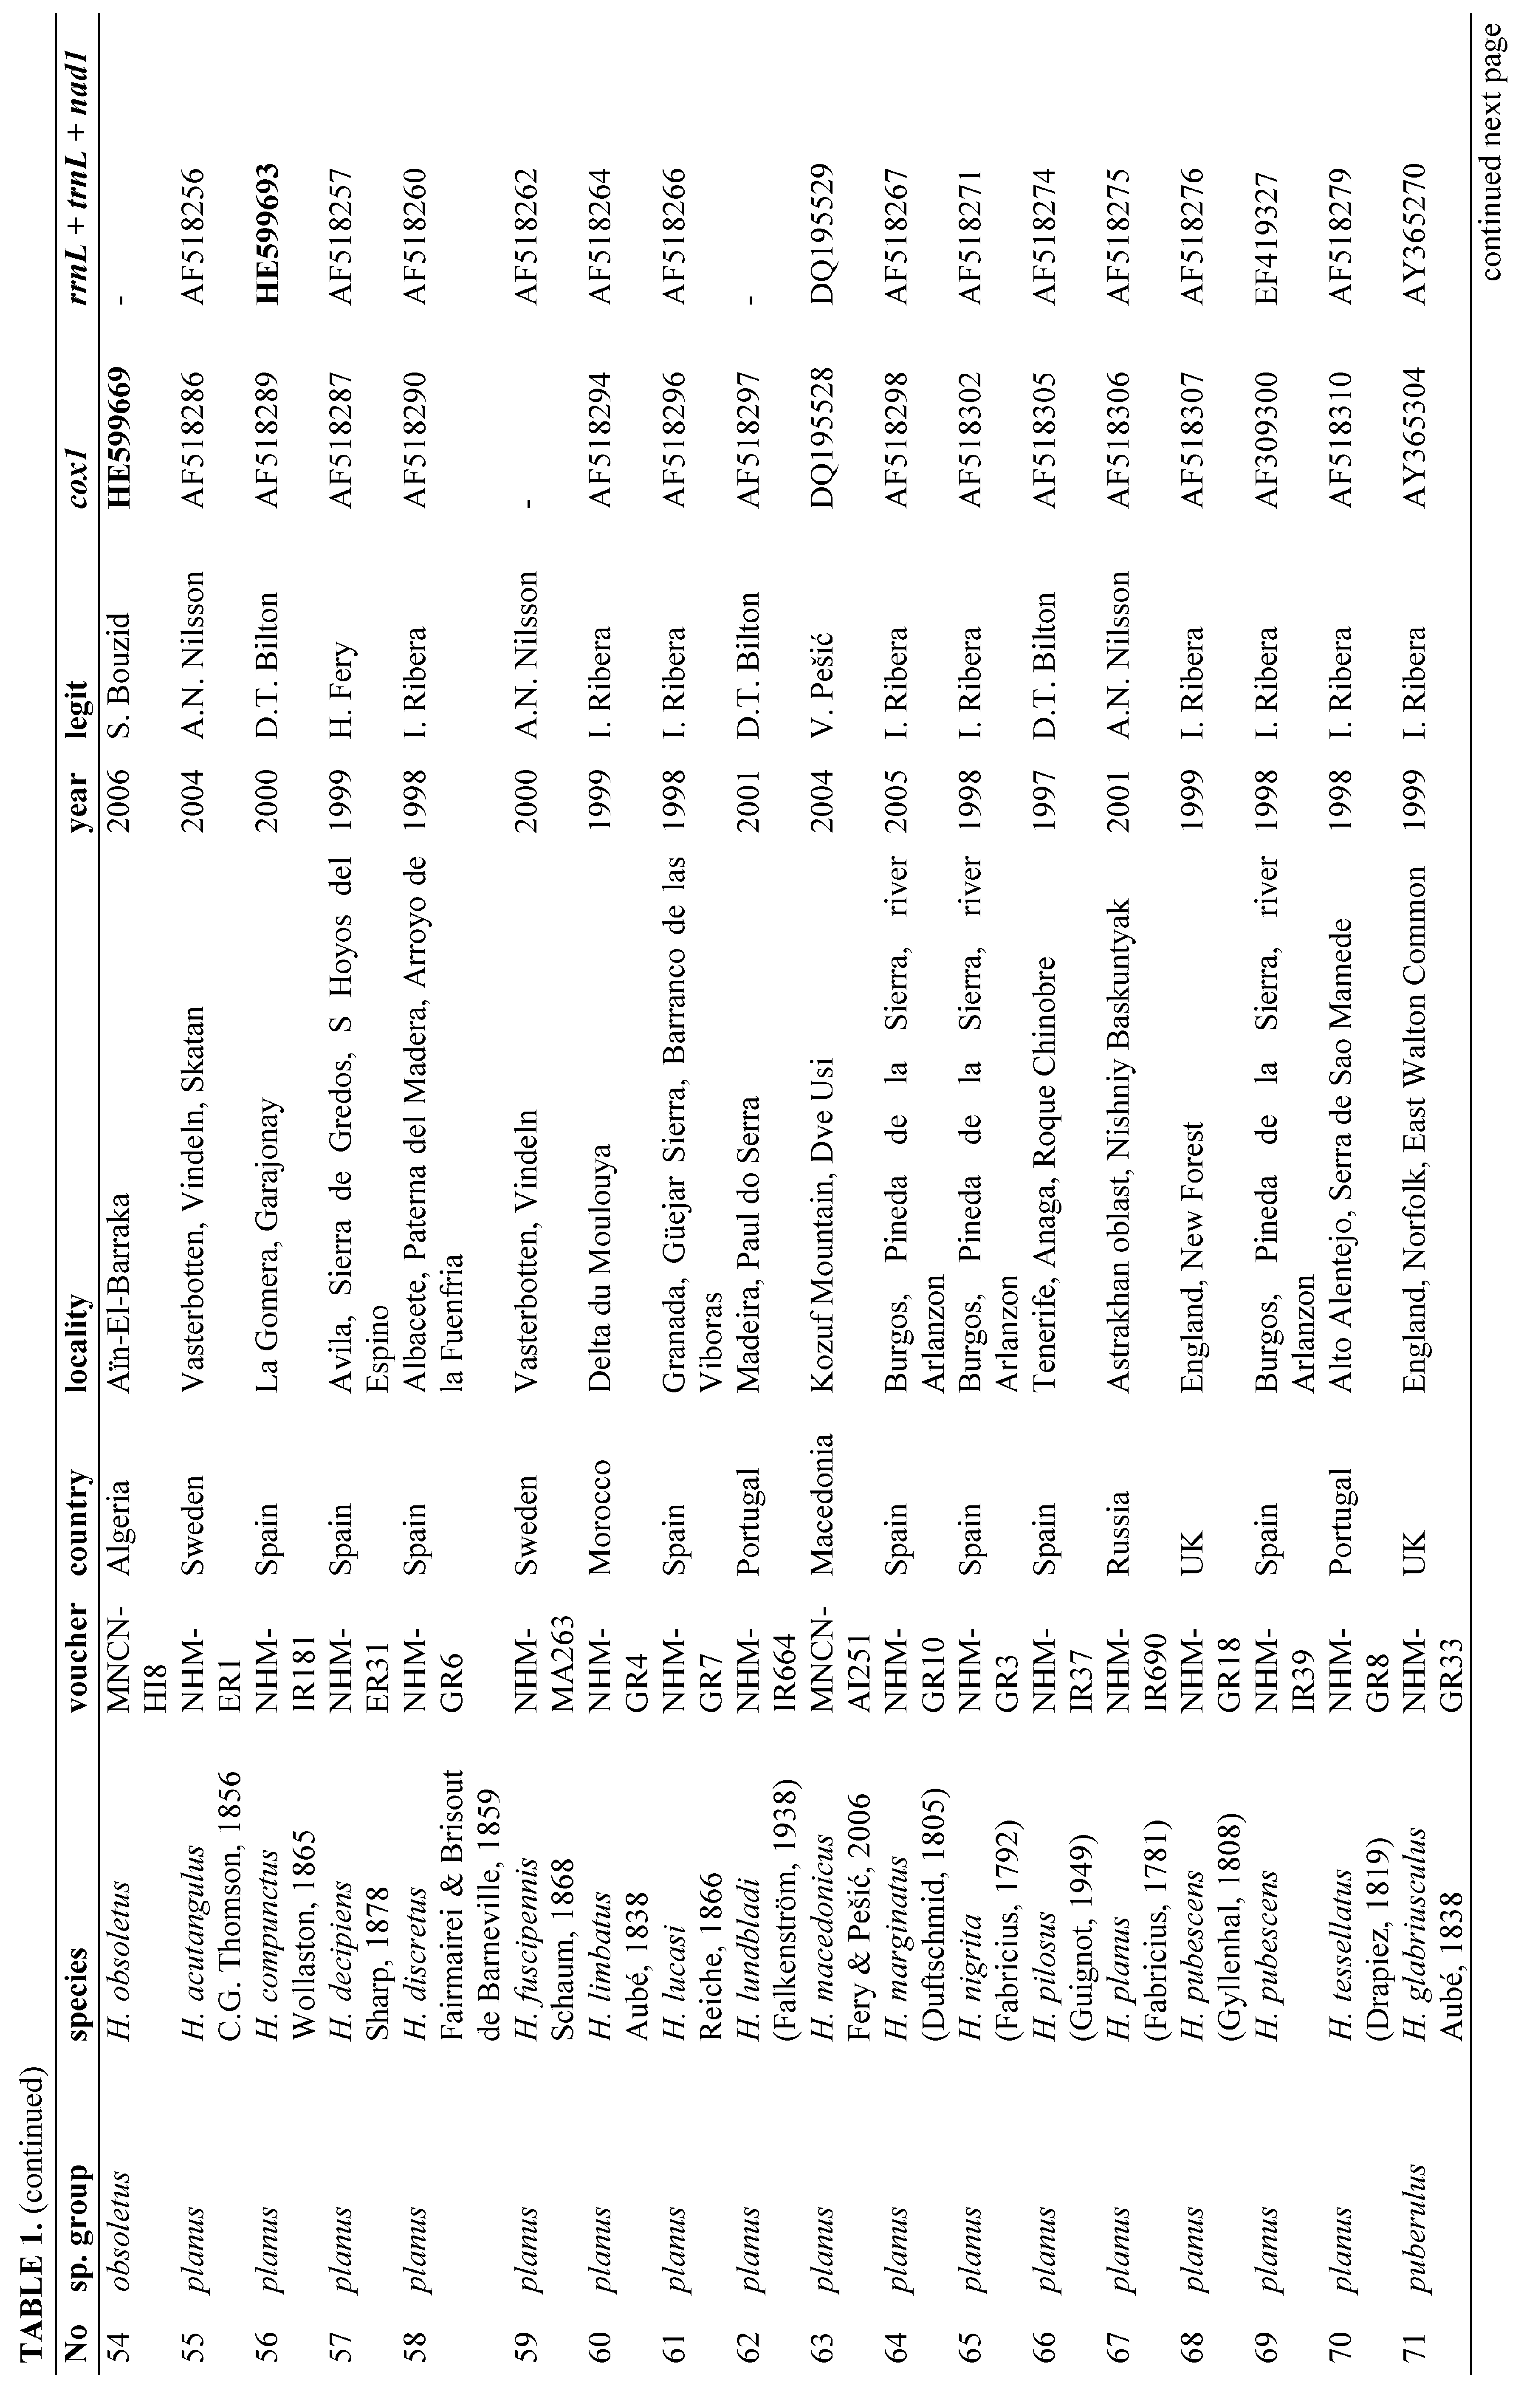 TABLE 1. (continued)
No sp. group species voucher country locality year legit cox1 rrnL + trnL + nad1
54 obsoletus H. obsoletus MNCN- Algeria Aïn-El-Barraka 2006 S. Bouzid HE599669 -
HI8
55 planus H. acutangulus NHM- Sweden Vasterbotten, Vindeln, Skatan 2004 A.N. Nilsson AF518286 AF518256
C.G. Thomson, 1856 ER1
56 planus H. compunctus NHM- Spain La Gomera, Garajonay 2000 D.T. Bilton AF518289 HE599693
Wollaston, 1865 IR181
57 planus H. decipiens NHM- Spain Avila, Sierra de Gredos, S Hoyos del 1999 H. Fery AF518287 AF518257
Sharp, 1878 ER31 Espino
58 planus H. discretus NHM- Spain Albacete, Paterna del Madera, Arroyo de 1998 I. Ribera AF518290 AF518260
Fairmairei & Brisout GR6 la Fuenfria
de Barneville, 1859
59 planus H. fuscipennis NHM- Sweden Vasterbotten, Vindeln 2000 A.N. Nilsson - AF518262
Schaum, 1868 MA263
60 planus H. limbatus NHM- Morocco Delta du Moulouya 1999 I. Ribera AF518294 AF518264
Aubé, 1838 GR4
61 planus H. lucasi NHM- Spain Granada, Güejar Sierra, Barranco de las 1998 I. Ribera AF518296 AF518266
Reiche, 1866 GR7 Viboras
62 planus H. lundbladi NHM- Portugal Madeira, Paul do Serra 2001 D.T. Bilton AF518297 -
(Falkenström, 1938) IR664
63 planus H. macedonicus MNCN- Macedonia Kozuf Mountain, Dve Usi 2004 V. Pešić DQ195528 DQ195529
Fery & Pešić, 2006 AI251
64 planus H. marginatus NHM- Spain Burgos, Pineda de la Sierra, river 2005 I. Ribera AF518298 AF518267
(Duftschmid, 1805) GR10 Arlanzon
65 planus H. nigrita NHM- Spain Burgos, Pineda de la Sierra, river 1998 I. Ribera AF518302 AF518271
(Fabricius, 1792) GR3 Arlanzon
66 planus H. pilosus NHM- Spain Tenerife, Anaga, Roque Chinobre 1997 D.T. Bilton AF518305 AF518274
(Guignot, 1949) IR37
67 planus H. planus NHM- Russia Astrakhan oblast, Nishniy Baskuntyak 2001 A.N. Nilsson AF518306 AF518275
(Fabricius, 1781) IR690
68 planus H. pubescens NHM- UK England, New Forest 1999 I. Ribera AF518307 AF518276
(Gyllenhal, 1808) GR18
69 planus H. pubescens NHM- Spain Burgos, Pineda de la Sierra, river 1998 I. Ribera AF309300 EF419327
IR39 Arlanzon
70 planus H. tessellatus NHM- Portugal Alto Alentejo, Serra de Sao Mamede 1998 I. Ribera AF518310 AF518279
(Drapiez, 1819) GR8
71 puberulus H. glabriusculus NHM- UK England, Norfolk, East Walton Common 1999 I. Ribera AY365304 AY365270
Aubé, 1838 GR33
continued next page